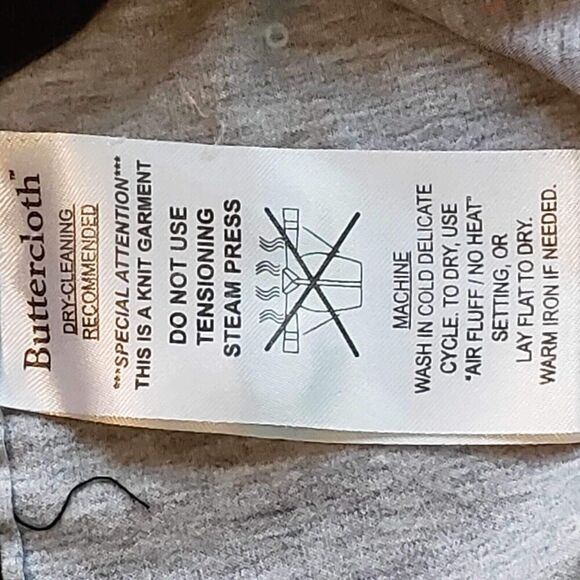 Buttercloth™
DRY-CLEANING
RECOMMENDED
***SPECIAL ATTENTION***
THIS IS A KNIT GARMENT
DO NOT USE
TENSIONING
STEAM PRESS
MACHINE
WASH IN COLD DELICATE
CYCLE. TO DRY, USE
"AIR FLUFF / NO HEAT"
SETTING, OR
LAY FLAT TO DRY.
WARM IRON IF NEEDED.